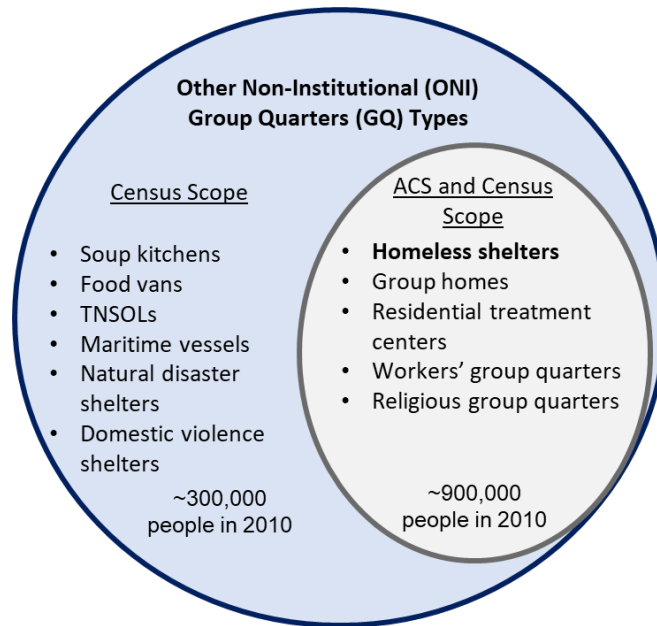 Other Non-Institutional (ONI)
Group Quarters (GQ) Types
Census Scope
• Soup kitchens
• Food vans
• TNSOLs
• Maritime vessels
• Natural disaster
shelters
• Domestic violence
shelters
~300,000
people in 2010
ACS and Census
Scope
• Homeless shelters
• Group homes
• Residential treatment
centers
• Workers’ group quarters
• Religious group quarters
~900,000
people in 2010